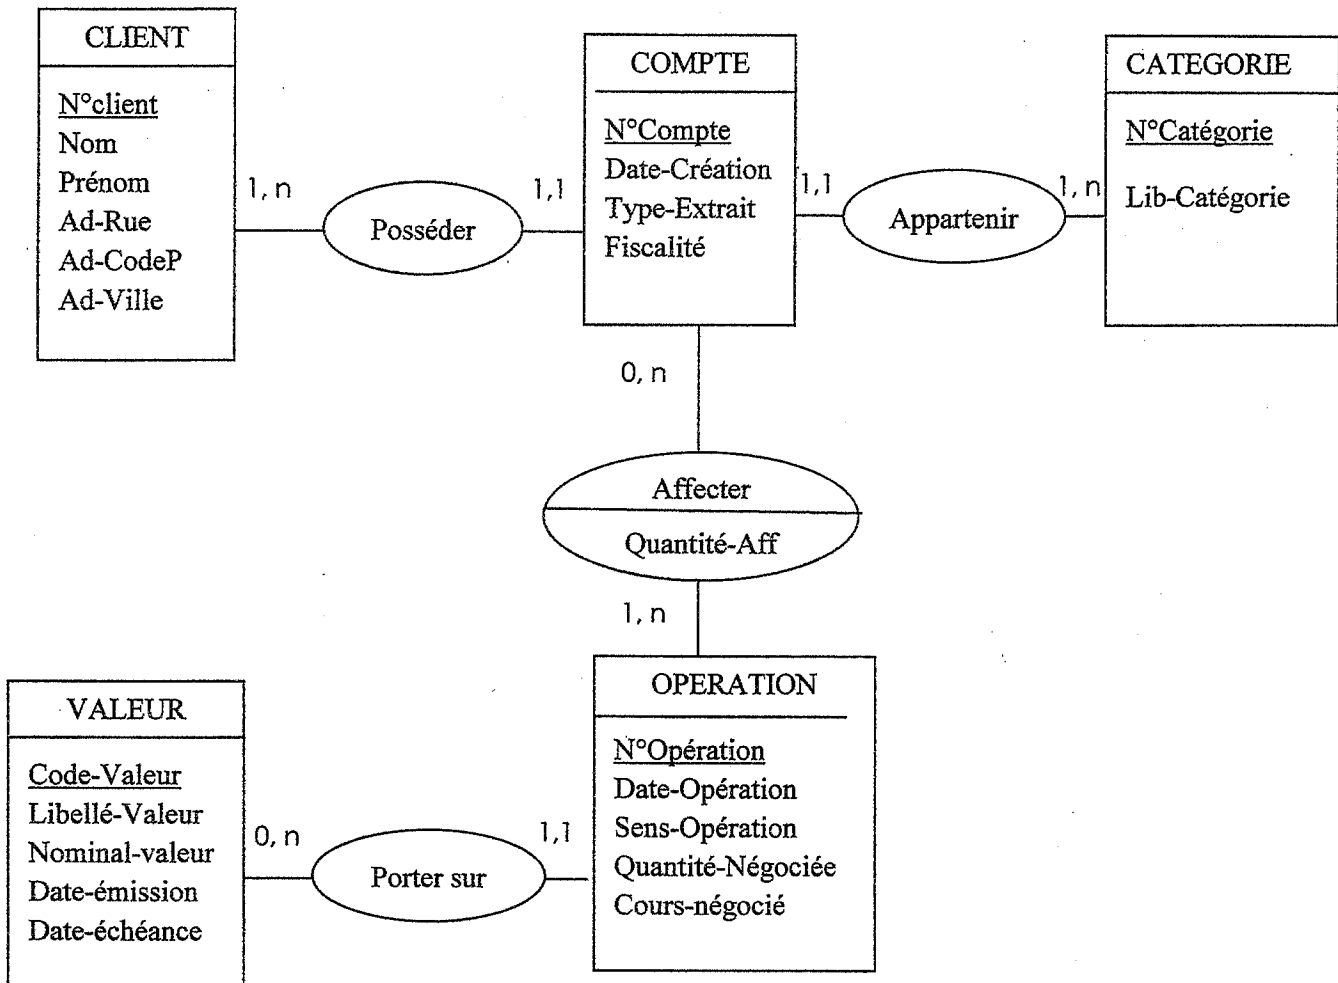 CLIENT
N°client
Nom
Prénom
Ad-Rue
Ad-CodeP
Ad-Ville
1, n
Posséder
1,1
COMPTE
N°Compte
Date-Création
Type-Extrait
Fiscalité
1,1
Appartenir
1, n
CATEGORIE
N°Catégorie
Lib-Catégorie
0, n
Affecter
Quantité-Aff
1, n
VALEUR
Code-Valeur
Libellé-Valeur
Nominal-valeur
Date-émission
Date-échéance
0, n
Porter sur
1,1
OPERATION
N°Opération
Date-Opération
Sens-Opération
Quantité-Négociée
Cours-négocié